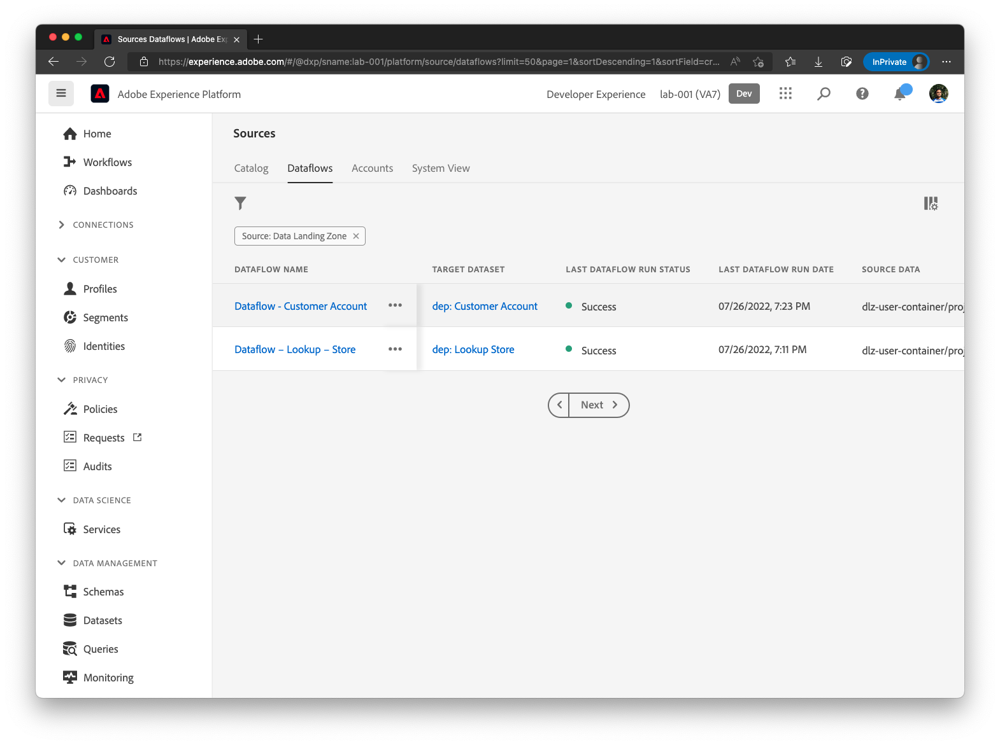 Sources Dataflows | Adobe Exp
https://experience.adobe.com/#/@dxp/sname:lab-001/platform/source/dataflows?limit=50&page=1&sortDescending=1&sortField=cr...
InPrivate
Adobe Experience Platform
Developer Experience
lab-001 (VA7)
Dev
Home
Workflows
Dashboards
CONNECTIONS
CUSTOMER
Profiles
Segments
Identities
PRIVACY
Policies
Requests
Audits
DATA SCIENCE
Services
DATA MANAGEMENT
Schemas
Datasets
Queries
Monitoring
Sources
Catalog Dataflows Accounts System View
Source: Data Landing Zone
DATAFLOW NAME TARGET DATASET LAST DATAFLOW RUN STATUS LAST DATAFLOW RUN DATE SOURCE DATA
Dataflow - Customer Account dep: Customer Account Success 07/26/2022, 7:23 PM dlz-user-container/proj
Dataflow – Lookup – Store dep: Lookup Store Success 07/26/2022, 7:11 PM dlz-user-container/proj
Next